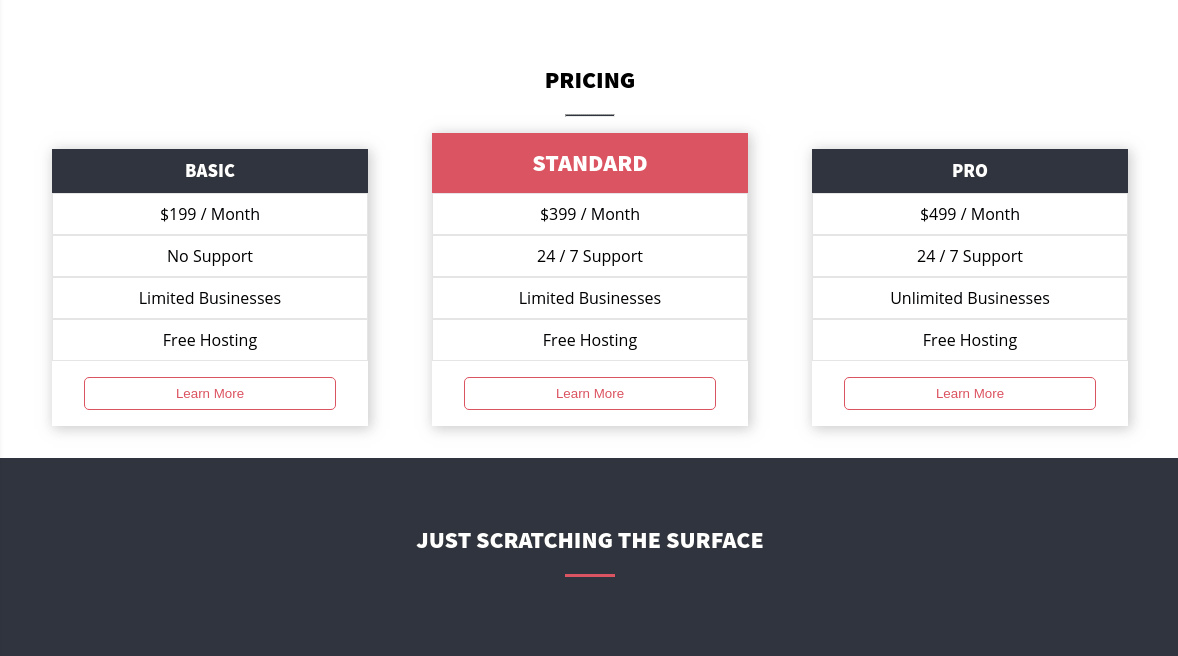 PRICING
BASIC
$199 / Month
No Support
Limited Businesses
Free Hosting
Learn More
STANDARD
$399 / Month
24 / 7 Support
Limited Businesses
Free Hosting
Learn More
PRO
$499 / Month
24 / 7 Support
Unlimited Businesses
Free Hosting
Learn More
JUST SCRATCHING THE SURFACE